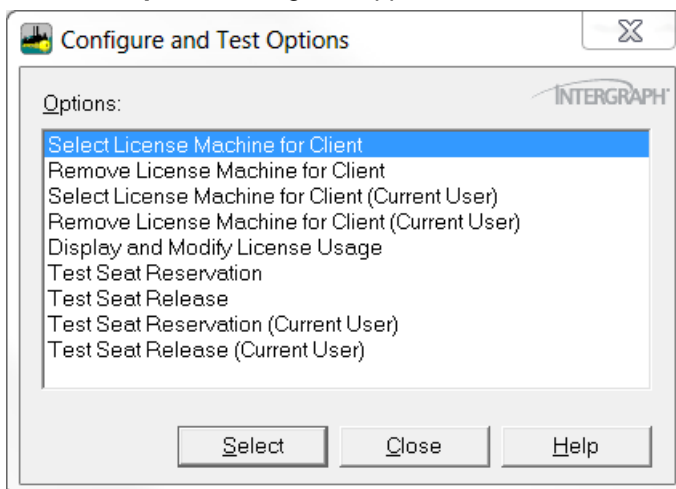 Configure and Test Options
Options:
INTERGRAPH
Select License Machine for Client
Remove License Machine for Client
Select License Machine for Client (Current User)
Remove License Machine for Client (Current User)
Display and Modify License Usage
Test Seat Reservation
Test Seat Release
Test Seat Reservation (Current User)
Test Seat Release (Current User)
Select
Close
Help